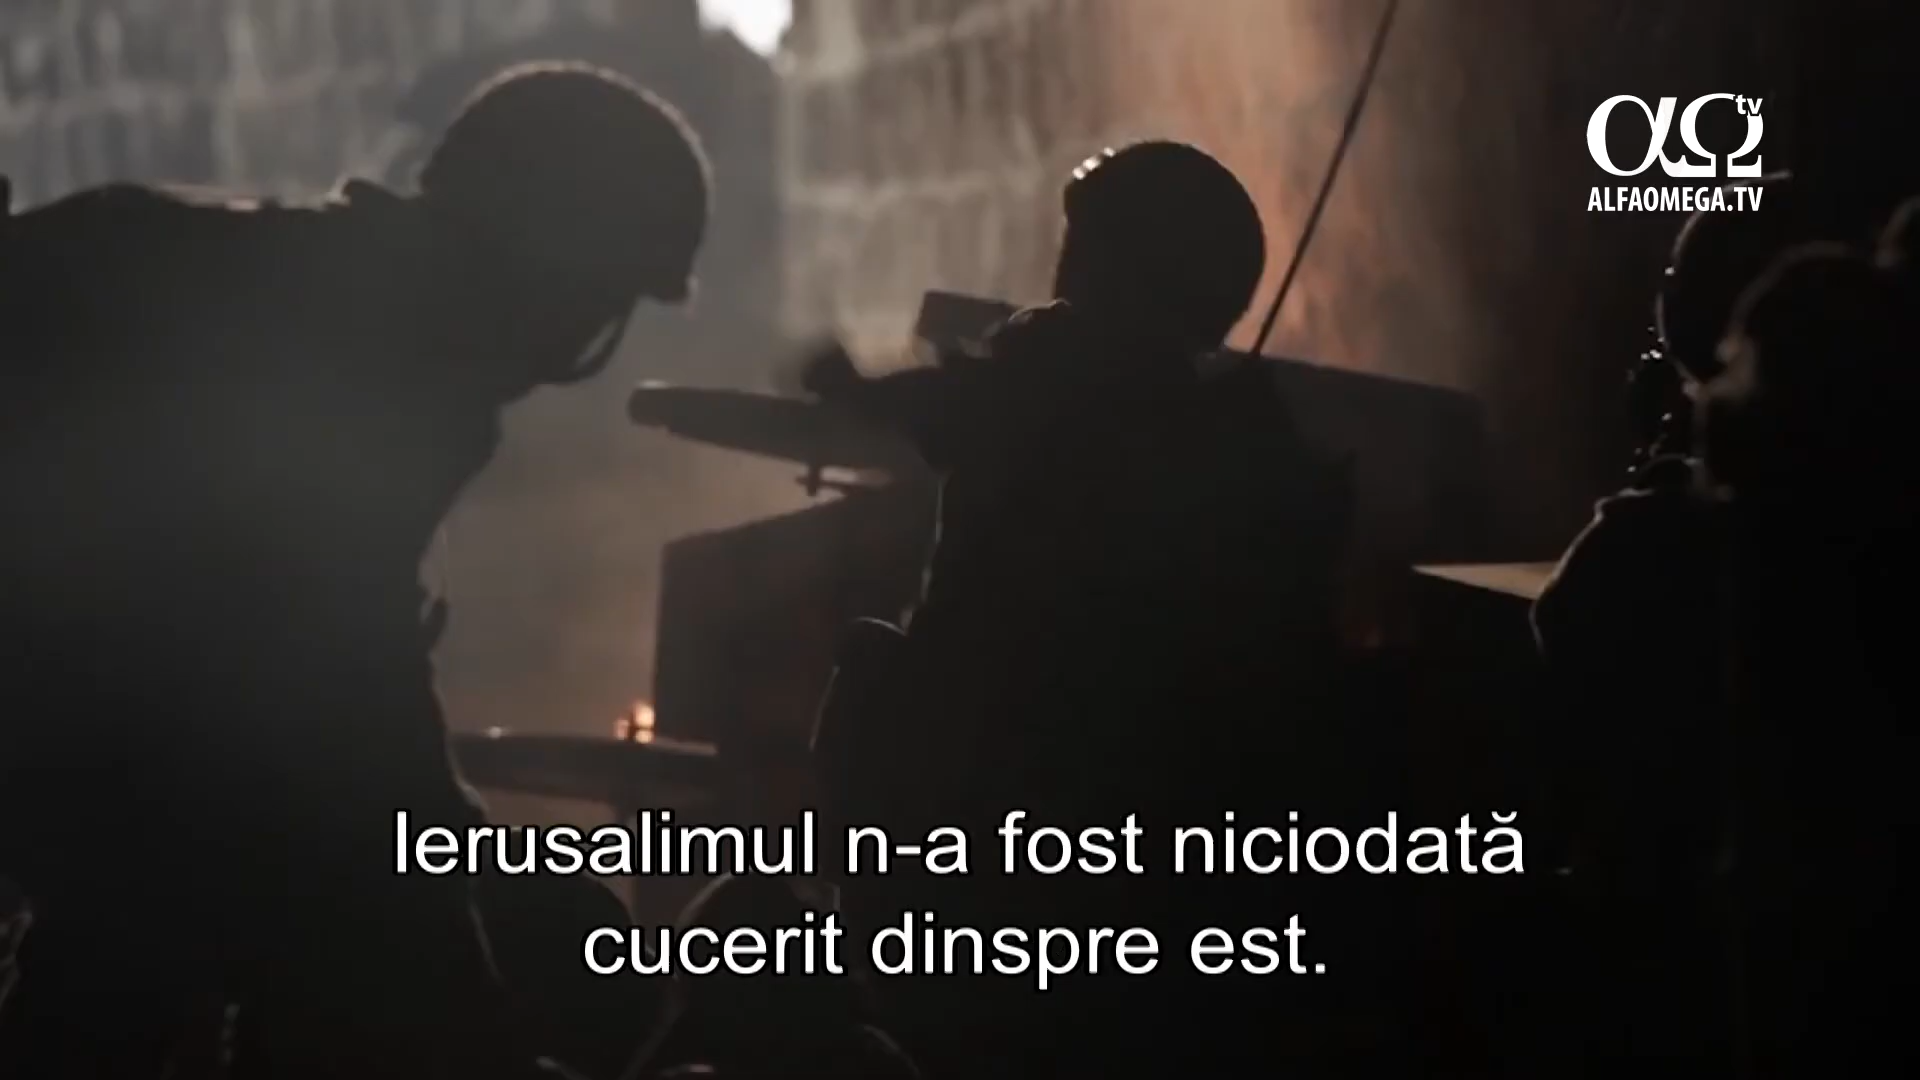 αΩ tv
ALFAOMEGA.TV
Ierusalimul n-a fost niciodată
cucerit dinspre est.